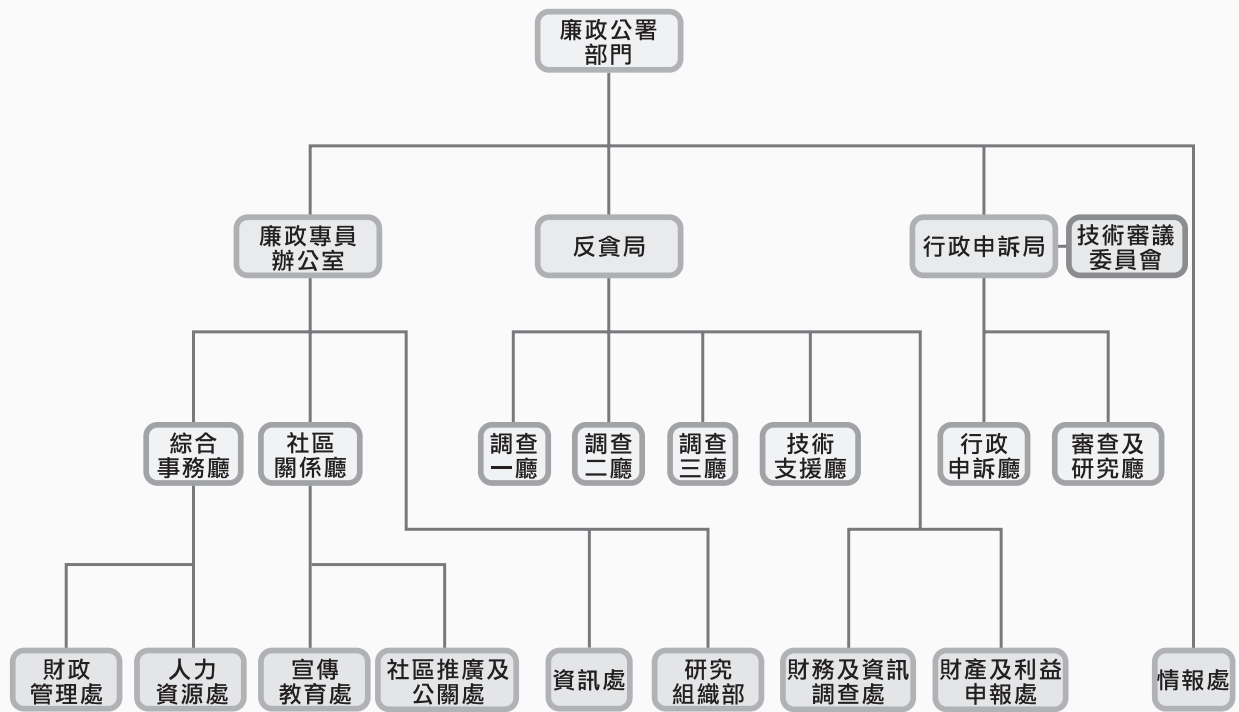 廉政公署
部門
廉政專員
辦公室
反貪局
行政申訴局
技術審議
委員會
綜合
事務廳
社區
關係廳
調查
一廳
調查
二廳
調查
三廳
技術
支援廳
行政
申訴廳
審查及
研究廳
財政
管理處
人力
資源處
宣傳
教育處
社區推廣及
公關處
資訊處
研究
組織部
財務及資訊
調查處
財產及利益
申報處
情報處